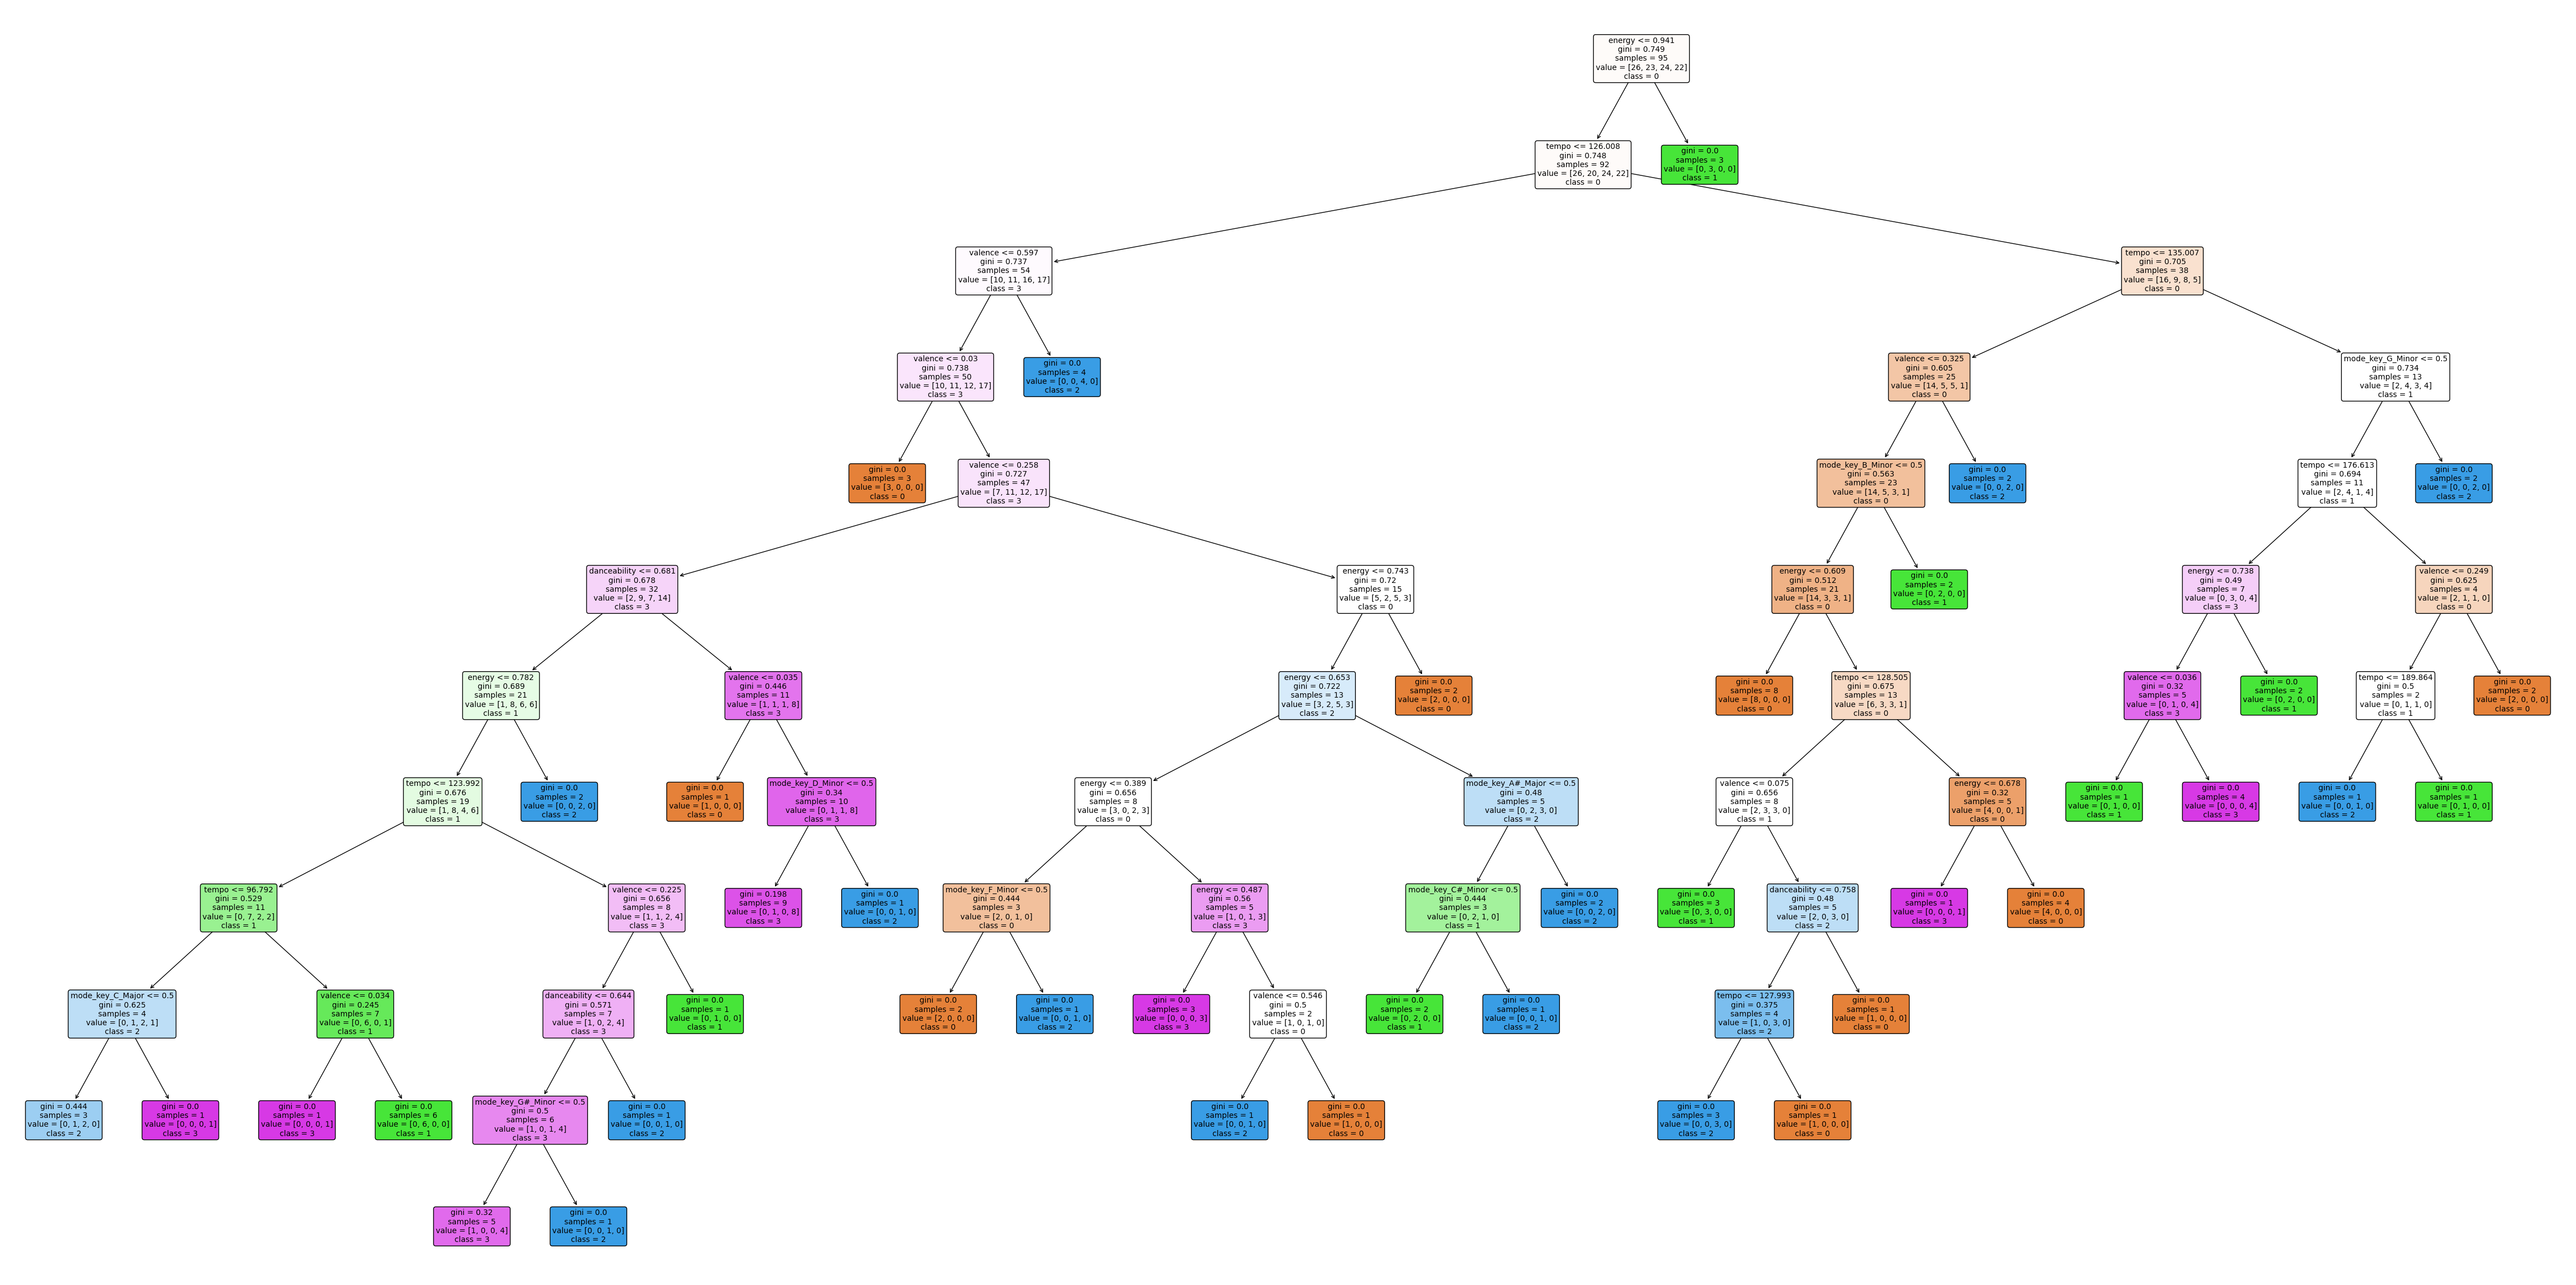 energy <= 0.941
gini = 0.749
samples = 95
value = [26, 23, 24, 22]
class = 0
tempo <= 126.008
gini = 0.748
samples = 92
value = [26, 20, 24, 22]
class = 0
gini = 0.0
samples = 3
value = [0, 3, 0, 0]
class = 1
valence <= 0.597
gini = 0.737
samples = 54
value = [10, 11, 16, 17]
class = 3
tempo <= 135.007
gini = 0.705
samples = 38
value = [16, 9, 8, 5]
class = 0
valence <= 0.03
gini = 0.738
samples = 50
value = [10, 11, 12, 17]
class = 3
gini = 0.0
samples = 4
value = [0, 0, 4, 0]
class = 2
valence <= 0.325
gini = 0.605
samples = 25
value = [14, 5, 5, 1]
class = 0
mode_key_G_Minor <= 0.5
gini = 0.734
samples = 13
value = [2, 4, 3, 4]
class = 1
gini = 0.0
samples = 3
value = [3, 0, 0, 0]
class = 0
valence <= 0.258
gini = 0.727
samples = 47
value = [7, 11, 12, 17]
class = 3
mode_key_B_Minor <= 0.5
gini = 0.563
samples = 23
value = [14, 5, 3, 1]
class = 0
gini = 0.0
samples = 2
value = [0, 0, 2, 0]
class = 2
tempo <= 176.613
gini = 0.694
samples = 11
value = [2, 4, 1, 4]
class = 1
gini = 0.0
samples = 2
value = [0, 0, 2, 0]
class = 2
danceability <= 0.681
gini = 0.678
samples = 32
value = [2, 9, 7, 14]
class = 3
energy <= 0.743
gini = 0.72
samples = 15
value = [5, 2, 5, 3]
class = 0
energy <= 0.609
gini = 0.512
samples = 21
value = [14, 3, 3, 1]
class = 0
gini = 0.0
samples = 2
value = [0, 2, 0, 0]
class = 1
energy <= 0.738
gini = 0.49
samples = 7
value = [0, 3, 0, 4]
class = 3
valence <= 0.249
gini = 0.625
samples = 4
value = [2, 1, 1, 0]
class = 0
energy <= 0.782
gini = 0.689
samples = 21
value = [1, 8, 6, 6]
class = 1
valence <= 0.035
gini = 0.446
samples = 11
value = [1, 1, 1, 8]
class = 3
energy <= 0.653
gini = 0.722
samples = 13
value = [3, 2, 5, 3]
class = 2
gini = 0.0
samples = 2
value = [2, 0, 0, 0]
class = 0
gini = 0.0
samples = 8
value = [8, 0, 0, 0]
class = 0
tempo <= 128.505
gini = 0.675
samples = 13
value = [6, 3, 3, 1]
class = 0
valence <= 0.036
gini = 0.32
samples = 5
value = [0, 1, 0, 4]
class = 3
gini = 0.0
samples = 2
value = [0, 2, 0, 0]
class = 1
tempo <= 189.864
gini = 0.5
samples = 2
value = [0, 1, 1, 0]
class = 1
gini = 0.0
samples = 2
value = [2, 0, 0, 0]
class = 0
tempo <= 123.992
gini = 0.676
samples = 19
value = [1, 8, 4, 6]
class = 1
gini = 0.0
samples = 2
value = [0, 0, 2, 0]
class = 2
gini = 0.0
samples = 1
value = [1, 0, 0, 0]
class = 0
mode_key_D_Minor <= 0.5
gini = 0.34
samples = 10
value = [0, 1, 1, 8]
class = 3
energy <= 0.389
gini = 0.656
samples = 8
value = [3, 0, 2, 3]
class = 0
mode_key_A#_Major <= 0.5
gini = 0.48
samples = 5
value = [0, 2, 3, 0]
class = 2
valence <= 0.075
gini = 0.656
samples = 8
value = [2, 3, 3, 0]
class = 1
energy <= 0.678
gini = 0.32
samples = 5
value = [4, 0, 0, 1]
class = 0
gini = 0.0
samples = 1
value = [0, 1, 0, 0]
class = 1
gini = 0.0
samples = 4
value = [0, 0, 0, 4]
class = 3
gini = 0.0
samples = 1
value = [0, 0, 1, 0]
class = 2
gini = 0.0
samples = 1
value = [0, 1, 0, 0]
class = 1
tempo <= 96.792
gini = 0.529
samples = 11
value = [0, 7, 2, 2]
class = 1
valence <= 0.225
gini = 0.656
samples = 8
value = [1, 1, 2, 4]
class = 3
gini = 0.198
samples = 9
value = [0, 1, 0, 8]
class = 3
gini = 0.0
samples = 1
value = [0, 0, 1, 0]
class = 2
mode_key_F_Minor <= 0.5
gini = 0.444
samples = 3
value = [2, 0, 1, 0]
class = 0
energy <= 0.487
gini = 0.56
samples = 5
value = [1, 0, 1, 3]
class = 3
mode_key_C#_Minor <= 0.5
gini = 0.444
samples = 3
value = [0, 2, 1, 0]
class = 1
gini = 0.0
samples = 2
value = [0, 0, 2, 0]
class = 2
gini = 0.0
samples = 3
value = [0, 3, 0, 0]
class = 1
danceability <= 0.758
gini = 0.48
samples = 5
value = [2, 0, 3, 0]
class = 2
gini = 0.0
samples = 1
value = [0, 0, 0, 1]
class = 3
gini = 0.0
samples = 4
value = [4, 0, 0, 0]
class = 0
mode_key_C_Major <= 0.5
gini = 0.625
samples = 4
value = [0, 1, 2, 1]
class = 2
valence <= 0.034
gini = 0.245
samples = 7
value = [0, 6, 0, 1]
class = 1
danceability <= 0.644
gini = 0.571
samples = 7
value = [1, 0, 2, 4]
class = 3
gini = 0.0
samples = 1
value = [0, 1, 0, 0]
class = 1
gini = 0.0
samples = 2
value = [2, 0, 0, 0]
class = 0
gini = 0.0
samples = 1
value = [0, 0, 1, 0]
class = 2
gini = 0.0
samples = 3
value = [0, 0, 0, 3]
class = 3
valence <= 0.546
gini = 0.5
samples = 2
value = [1, 0, 1, 0]
class = 0
gini = 0.0
samples = 2
value = [0, 2, 0, 0]
class = 1
gini = 0.0
samples = 1
value = [0, 0, 1, 0]
class = 2
tempo <= 127.993
gini = 0.375
samples = 4
value = [1, 0, 3, 0]
class = 2
gini = 0.0
samples = 1
value = [1, 0, 0, 0]
class = 0
gini = 0.444
samples = 3
value = [0, 1, 2, 0]
class = 2
gini = 0.0
samples = 1
value = [0, 0, 0, 1]
class = 3
gini = 0.0
samples = 1
value = [0, 0, 0, 1]
class = 3
gini = 0.0
samples = 6
value = [0, 6, 0, 0]
class = 1
mode_key_G#_Minor <= 0.5
gini = 0.5
samples = 6
value = [1, 0, 1, 4]
class = 3
gini = 0.0
samples = 1
value = [0, 0, 1, 0]
class = 2
gini = 0.0
samples = 1
value = [0, 0, 1, 0]
class = 2
gini = 0.0
samples = 1
value = [1, 0, 0, 0]
class = 0
gini = 0.0
samples = 3
value = [0, 0, 3, 0]
class = 2
gini = 0.0
samples = 1
value = [1, 0, 0, 0]
class = 0
gini = 0.32
samples = 5
value = [1, 0, 0, 4]
class = 3
gini = 0.0
samples = 1
value = [0, 0, 1, 0]
class = 2